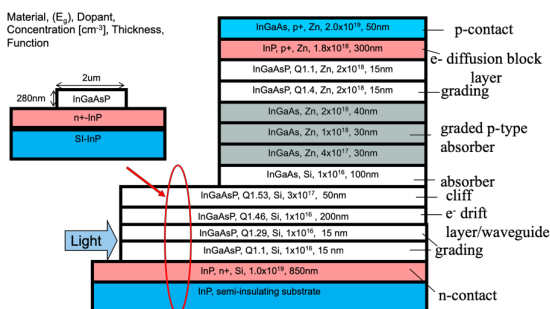 Material, (Eg), Dopant,
Concentration [cm-3], Thickness,
Function
2um
280nm
InGaAsP
n+-InP
SI-InP
Light
InGaAs, p+, Zn, 2.0x10¹⁹, 50nm
InP, p+, Zn, 1.8x10¹⁸, 300nm
InGaAsP, Q1.1, Zn, 2x10¹⁸, 15nm
InGaAsP, Q1.4, Zn, 2x10¹⁸, 15nm
InGaAs, Zn, 2x10¹⁸, 40nm
InGaAs, Zn, 1x10¹⁸, 30nm
InGaAs, Zn, 4x10¹⁷, 30nm
InGaAs, Si, 1x10¹⁶, 100nm
InGaAsP, Q1.53, Si, 3x10¹⁷, 50nm
InGaAsP, Q1.46, Si, 1x10¹⁶, 200nm
InGaAsP, Q1.29, Si, 1x10¹⁶, 15 nm
InGaAsP, Q1.1, Si, 1x10¹⁶, 15 nm
InP, n+, Si, 1.0x10¹⁹, 850nm
InP, semi-insulating substrate
p-contact
e- diffusion block
layer
grading
graded p-type
absorber
absorber
cliff
e⁻ drift
layer/waveguide
grading
n-contact